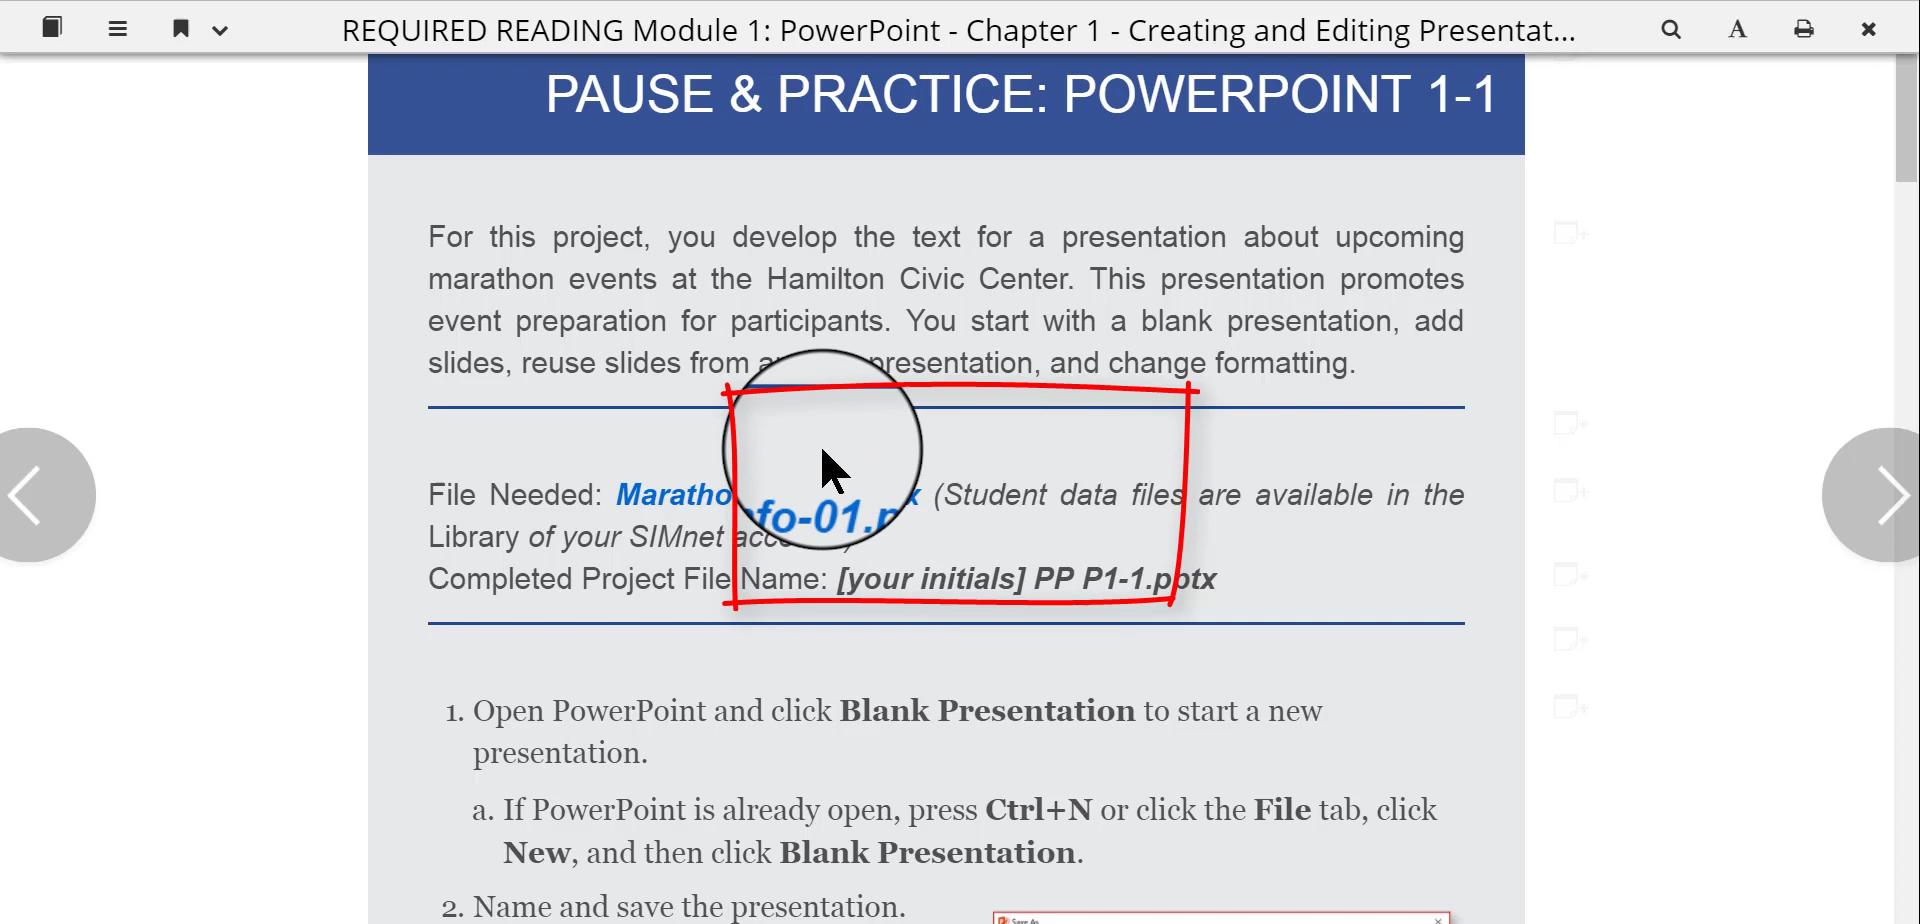 REQUIRED READING Module 1: PowerPoint - Chapter 1 - Creating and Editing Presentat...
PAUSE & PRACTICE: POWERPOINT 1-1
For this project, you develop the text for a presentation about upcoming
marathon events at the Hamilton Civic Center. This presentation promotes
event preparation for participants. You start with a blank presentation, add
slides, reuse slides from presentation, and change formatting.
File Needed: Maratho fo-01.p x (Student data files are available in the
Library of your SIMnet acc
Completed Project File Name: [your initials] PP P1-1.pptx
1. Open PowerPoint and click Blank Presentation to start a new
presentation.
a. If PowerPoint is already open, press Ctrl+N or click the File tab, click
New, and then click Blank Presentation.
2. Name and save the presentation.
Save As